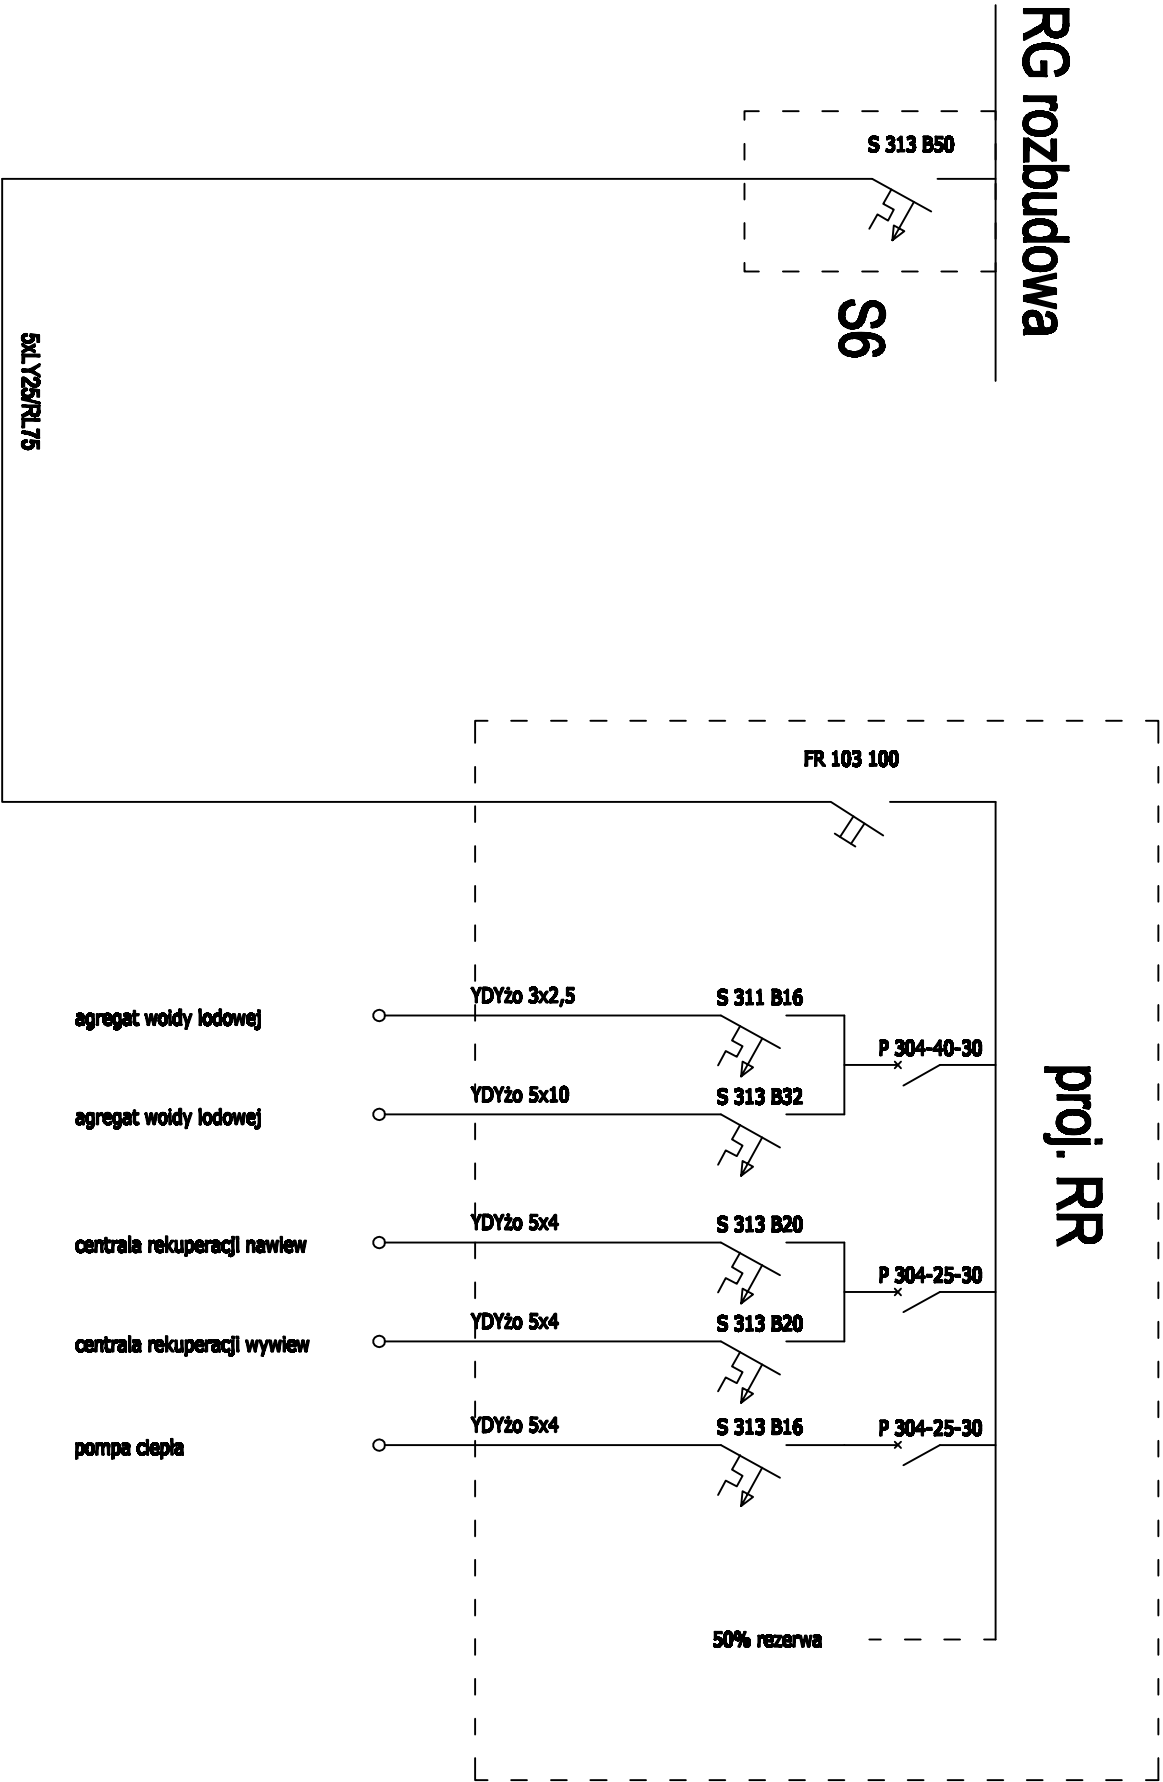 RG rozbudowa
S 313 B50
S6
5xLY25/RL75
FR 103 100
proj. RR
YDYżo 3x2,5
S 311 B16
agregat woidy lodowej
P 304-40-30
YDYżo 5x10
S 313 B32
agregat woidy lodowej
YDYżo 5x4
S 313 B20
centrala rekuperacji nawiew
P 304-25-30
YDYżo 5x4
S 313 B20
centrala rekuperacji wywiew
YDYżo 5x4
S 313 B16
P 304-25-30
pompa ciepła
50% rezerwa